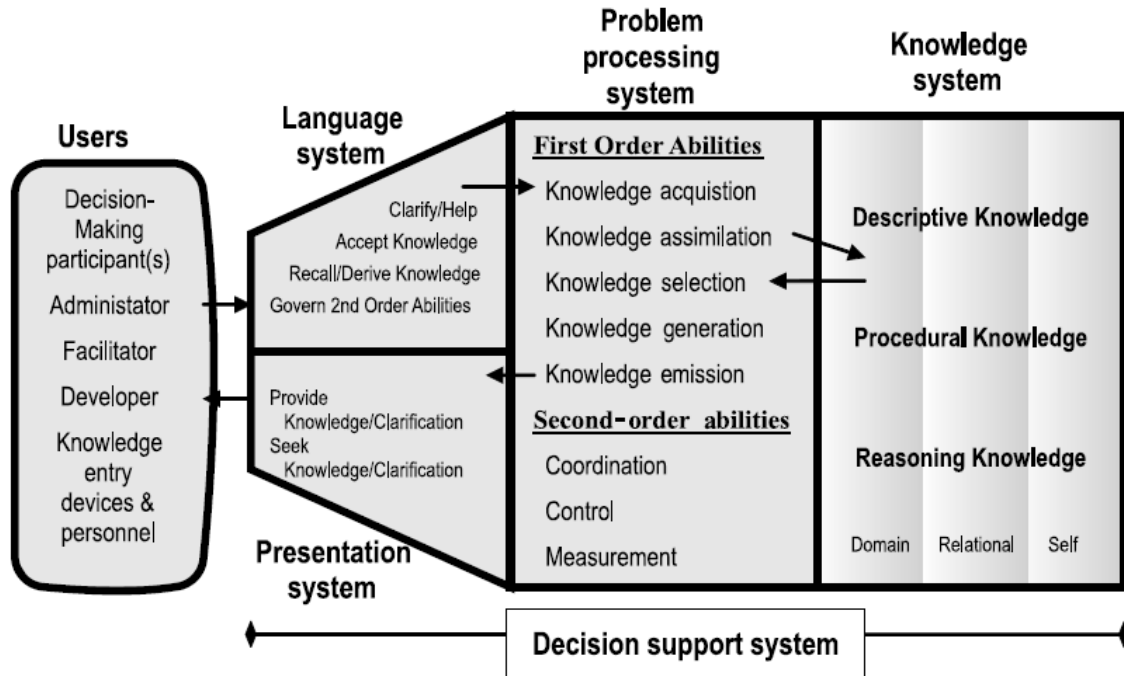 Users
Decision-
Making
participant(s)
Administator
Facilitator
Developer
Knowledge
entry
devices &
personnel
Language
system
Clarify/Help
Accept Knowledge
Recall/Derive Knowledge
Govern 2nd Order Abilities
Provide
Knowledge/Clarification
Seek
Knowledge/Clarification
Presentation
system
Problem
processing
system
First Order Abilities
Knowledge acquistion
Knowledge assimilation
Knowledge selection
Knowledge generation
Knowledge emission
Second-order abilities
Coordination
Control
Measurement
Knowledge
system
Descriptive Knowledge
Procedural Knowledge
Reasoning Knowledge
Domain Relational Self
Decision support system